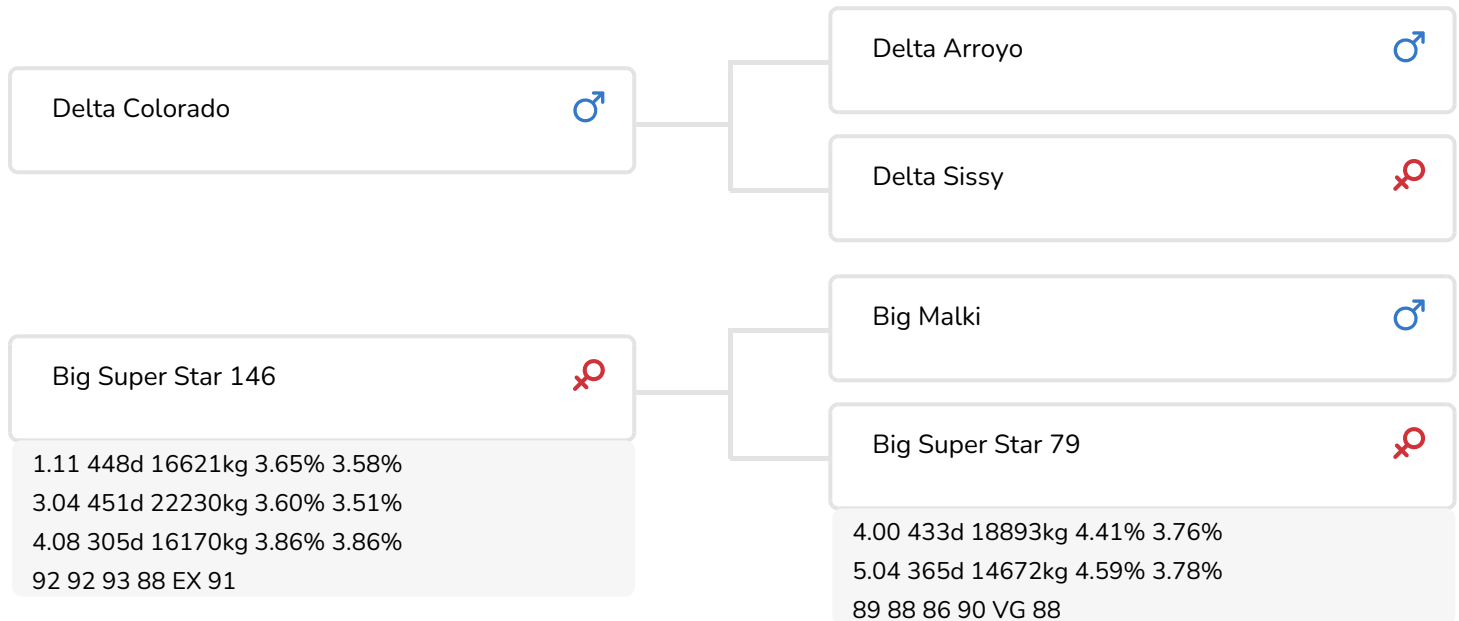 Delta Colorado
Delta Arroyo
Delta Sissy
Big Super Star 146
1.11 448d 16621kg 3.65% 3.58%
3.04 451d 22230kg 3.60% 3.51%
4.08 305d 16170kg 3.86% 3.86%
92 92 93 88 EX 91
Big Malki
Big Super Star 79
4.00 433d 18893kg 4.41% 3.76%
5.04 365d 14672kg 4.59% 3.78%
89 88 86 90 VG 88